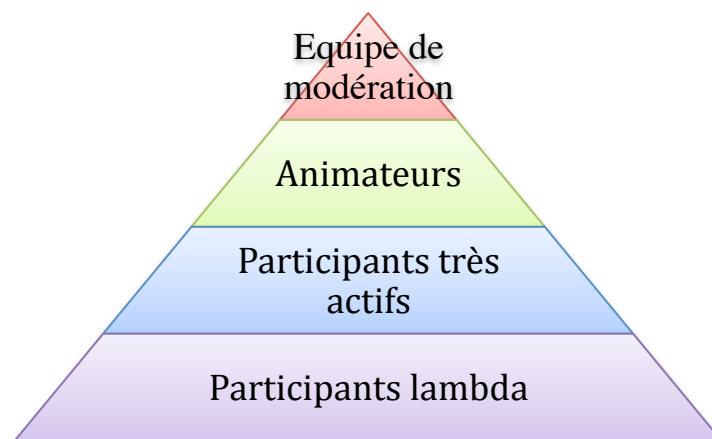 Equipe de
modération
Animateurs
Participants très
actifs
Participants lambda